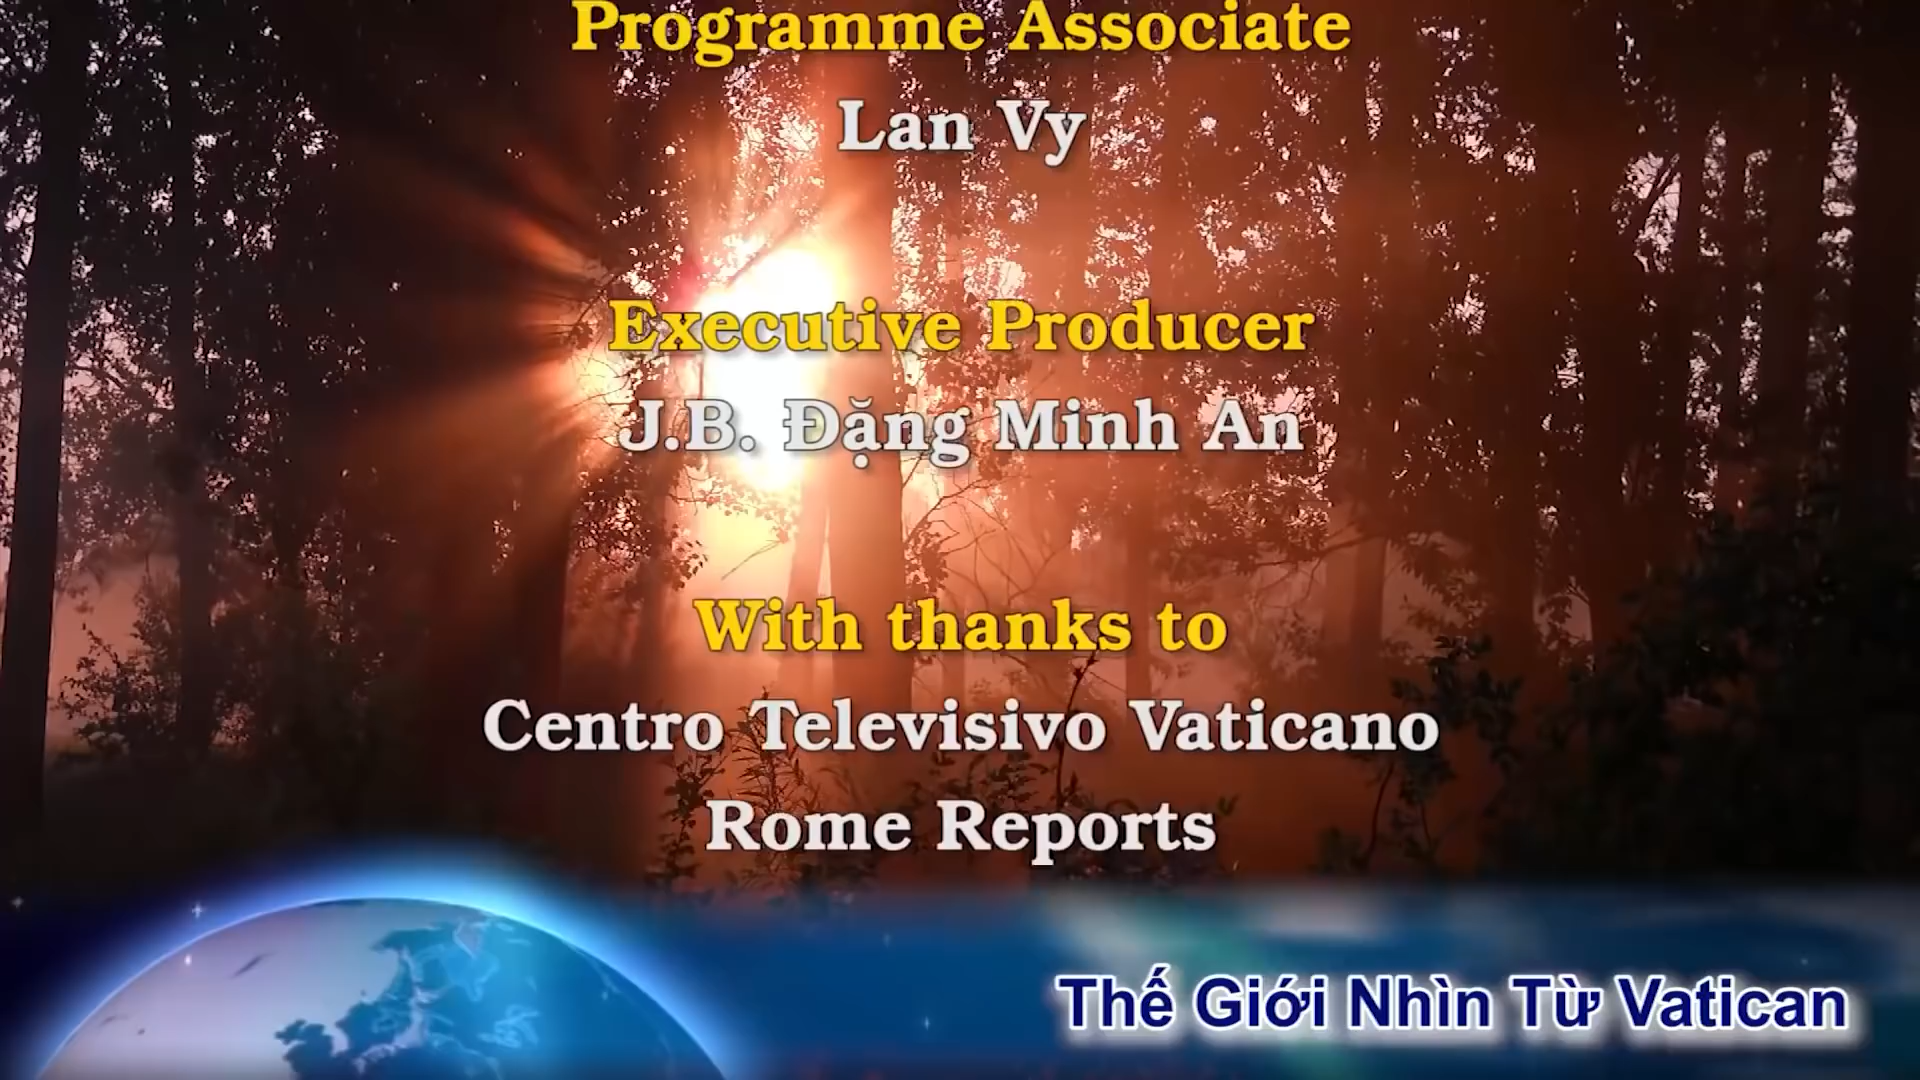 Programme Associate
Lan Vy
Executive Producer
J.B. Đặng Minh An
With thanks to
Centro Televisivo Vaticano
Rome Reports
Thế Giới Nhìn Từ Vatican